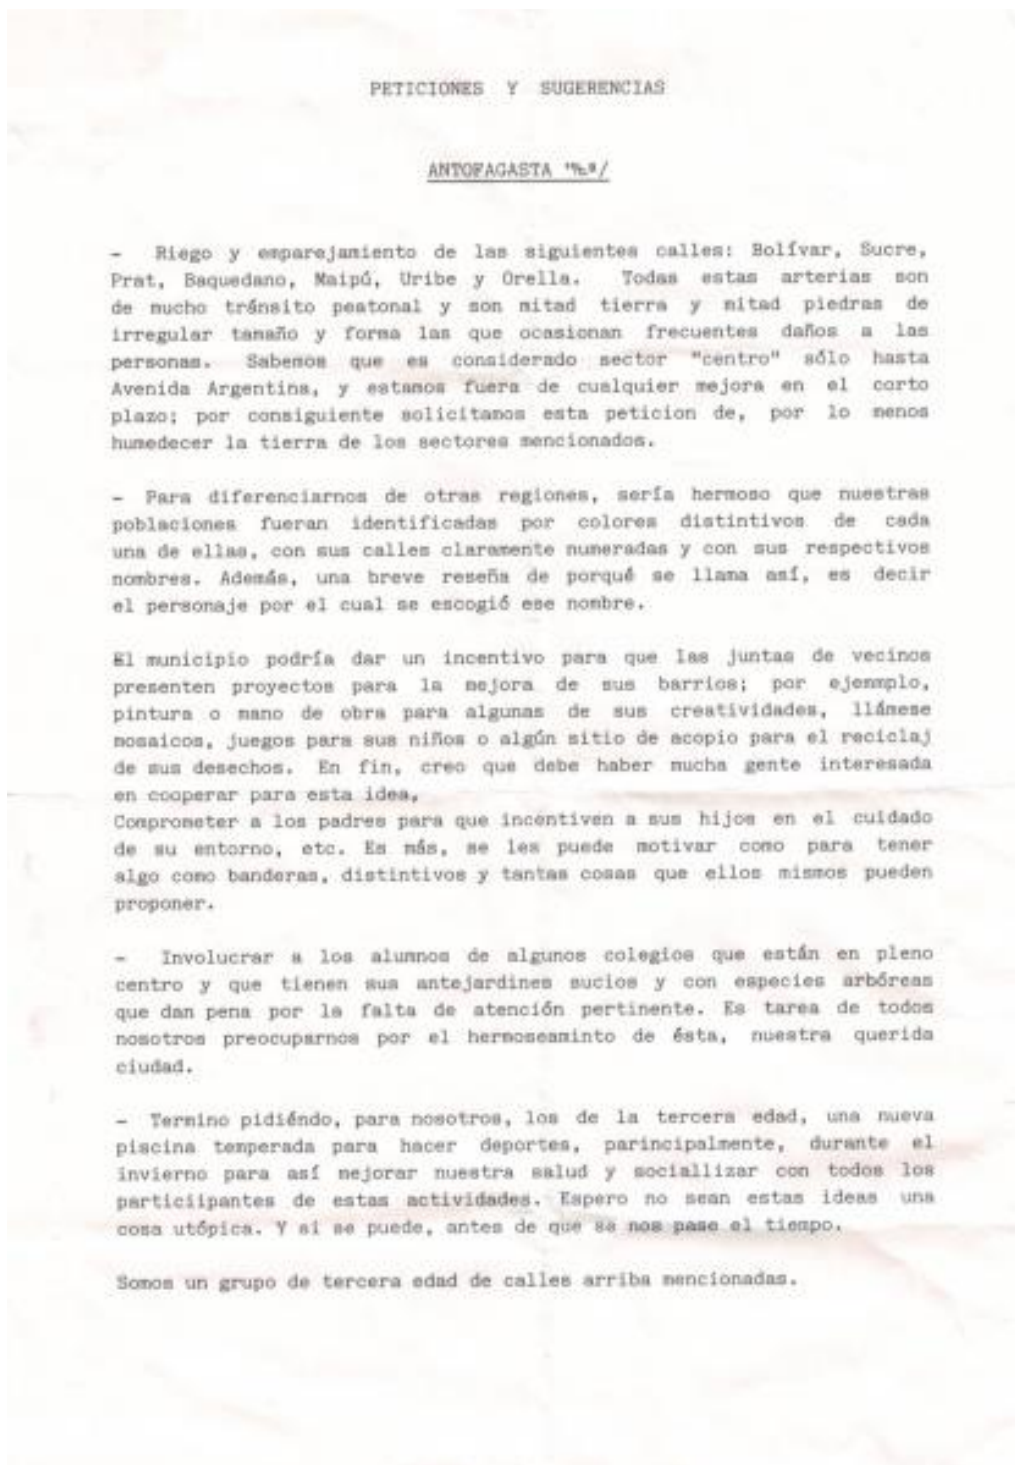 PETICIONES Y SUGERENCIAS
ANTOFAGASTA
- Riego y emparejamiento de las siguientes calles: Bolívar, Sucre,
Prat, Baquedano, Maipú, Uribe y Orella. Todas estas arterias son
de mucho tránsito peatonal y son mitad tierra y mitad piedras de
irregular tamaño y forma las que ocasionan frecuentes daños a las
personas. Sabemos que es considerado sector "centro" sólo hasta
Avenida Argentina, y estamos fuera de cualquier mejora en el corto
plazo; por consiguiente solicitamos esta peticion de, por lo menos
humedecer la tierra de los sectores mencionados.
- Para diferenciarnos de otras regiones, sería hermoso que nuestras
poblaciones fueran identificadas por colores distintivos de cada
una de ellas, con sus calles claramente numeradas y con sus respectivos
nombres. Además, una breve reseña de porqué se llama así, es decir
el personaje por el cual se escogió ese nombre.
El municipio podría dar un incentivo para que las juntas de vecinos
presenten proyectos para la mejora de sus barrios; por ejemmplo,
pintura o mano de obra para algunas de sus creatividades, llámese
mosaicos, juegos para sus niños o algún sitio de acopio para el reciclaj
de sus desechos. En fin, creo que debe haber mucha gente interesada
en cooperar para esta idea,
Comprometer a los padres para que incentiven a sus hijos en el cuidado
de su entorno, etc. Es más, se les puede motivar como para tener
algo como banderas, distintivos y tantas cosas que ellos mismos pueden
proponer.
- Involucrar a los alumnos de algunos colegios que están en pleno
centro y que tienen sus antejardines sucios y con especies arbóreas
que dan pena por la falta de atención pertinente. Es tarea de todos
nosotros preocuparnos por el hermoseaminto de ésta, nuestra querida
ciudad.
- Termino pidiéndo, para nosotros, los de la tercera edad, una nueva
piscina temperada para hacer deportes, parincipalmente, durante el
invierno para así mejorar nuestra salud y sociallizar con todos los
particiipantes de estas actividades. Espero no sean estas ideas una
cosa utópica. Y si se puede, antes de que se nos pase el tiempo.
Somos un grupo de tercera edad de calles arriba mencionadas.